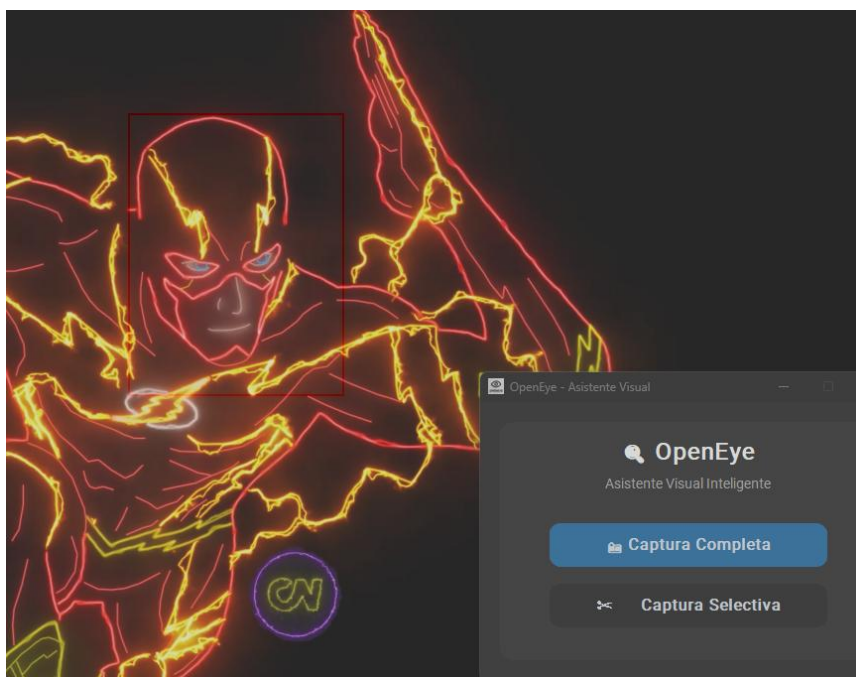 CN
OpenEye - Asistente Visual
OpenEye
Asistente Visual Inteligente
Captura Completa
Captura Selectiva